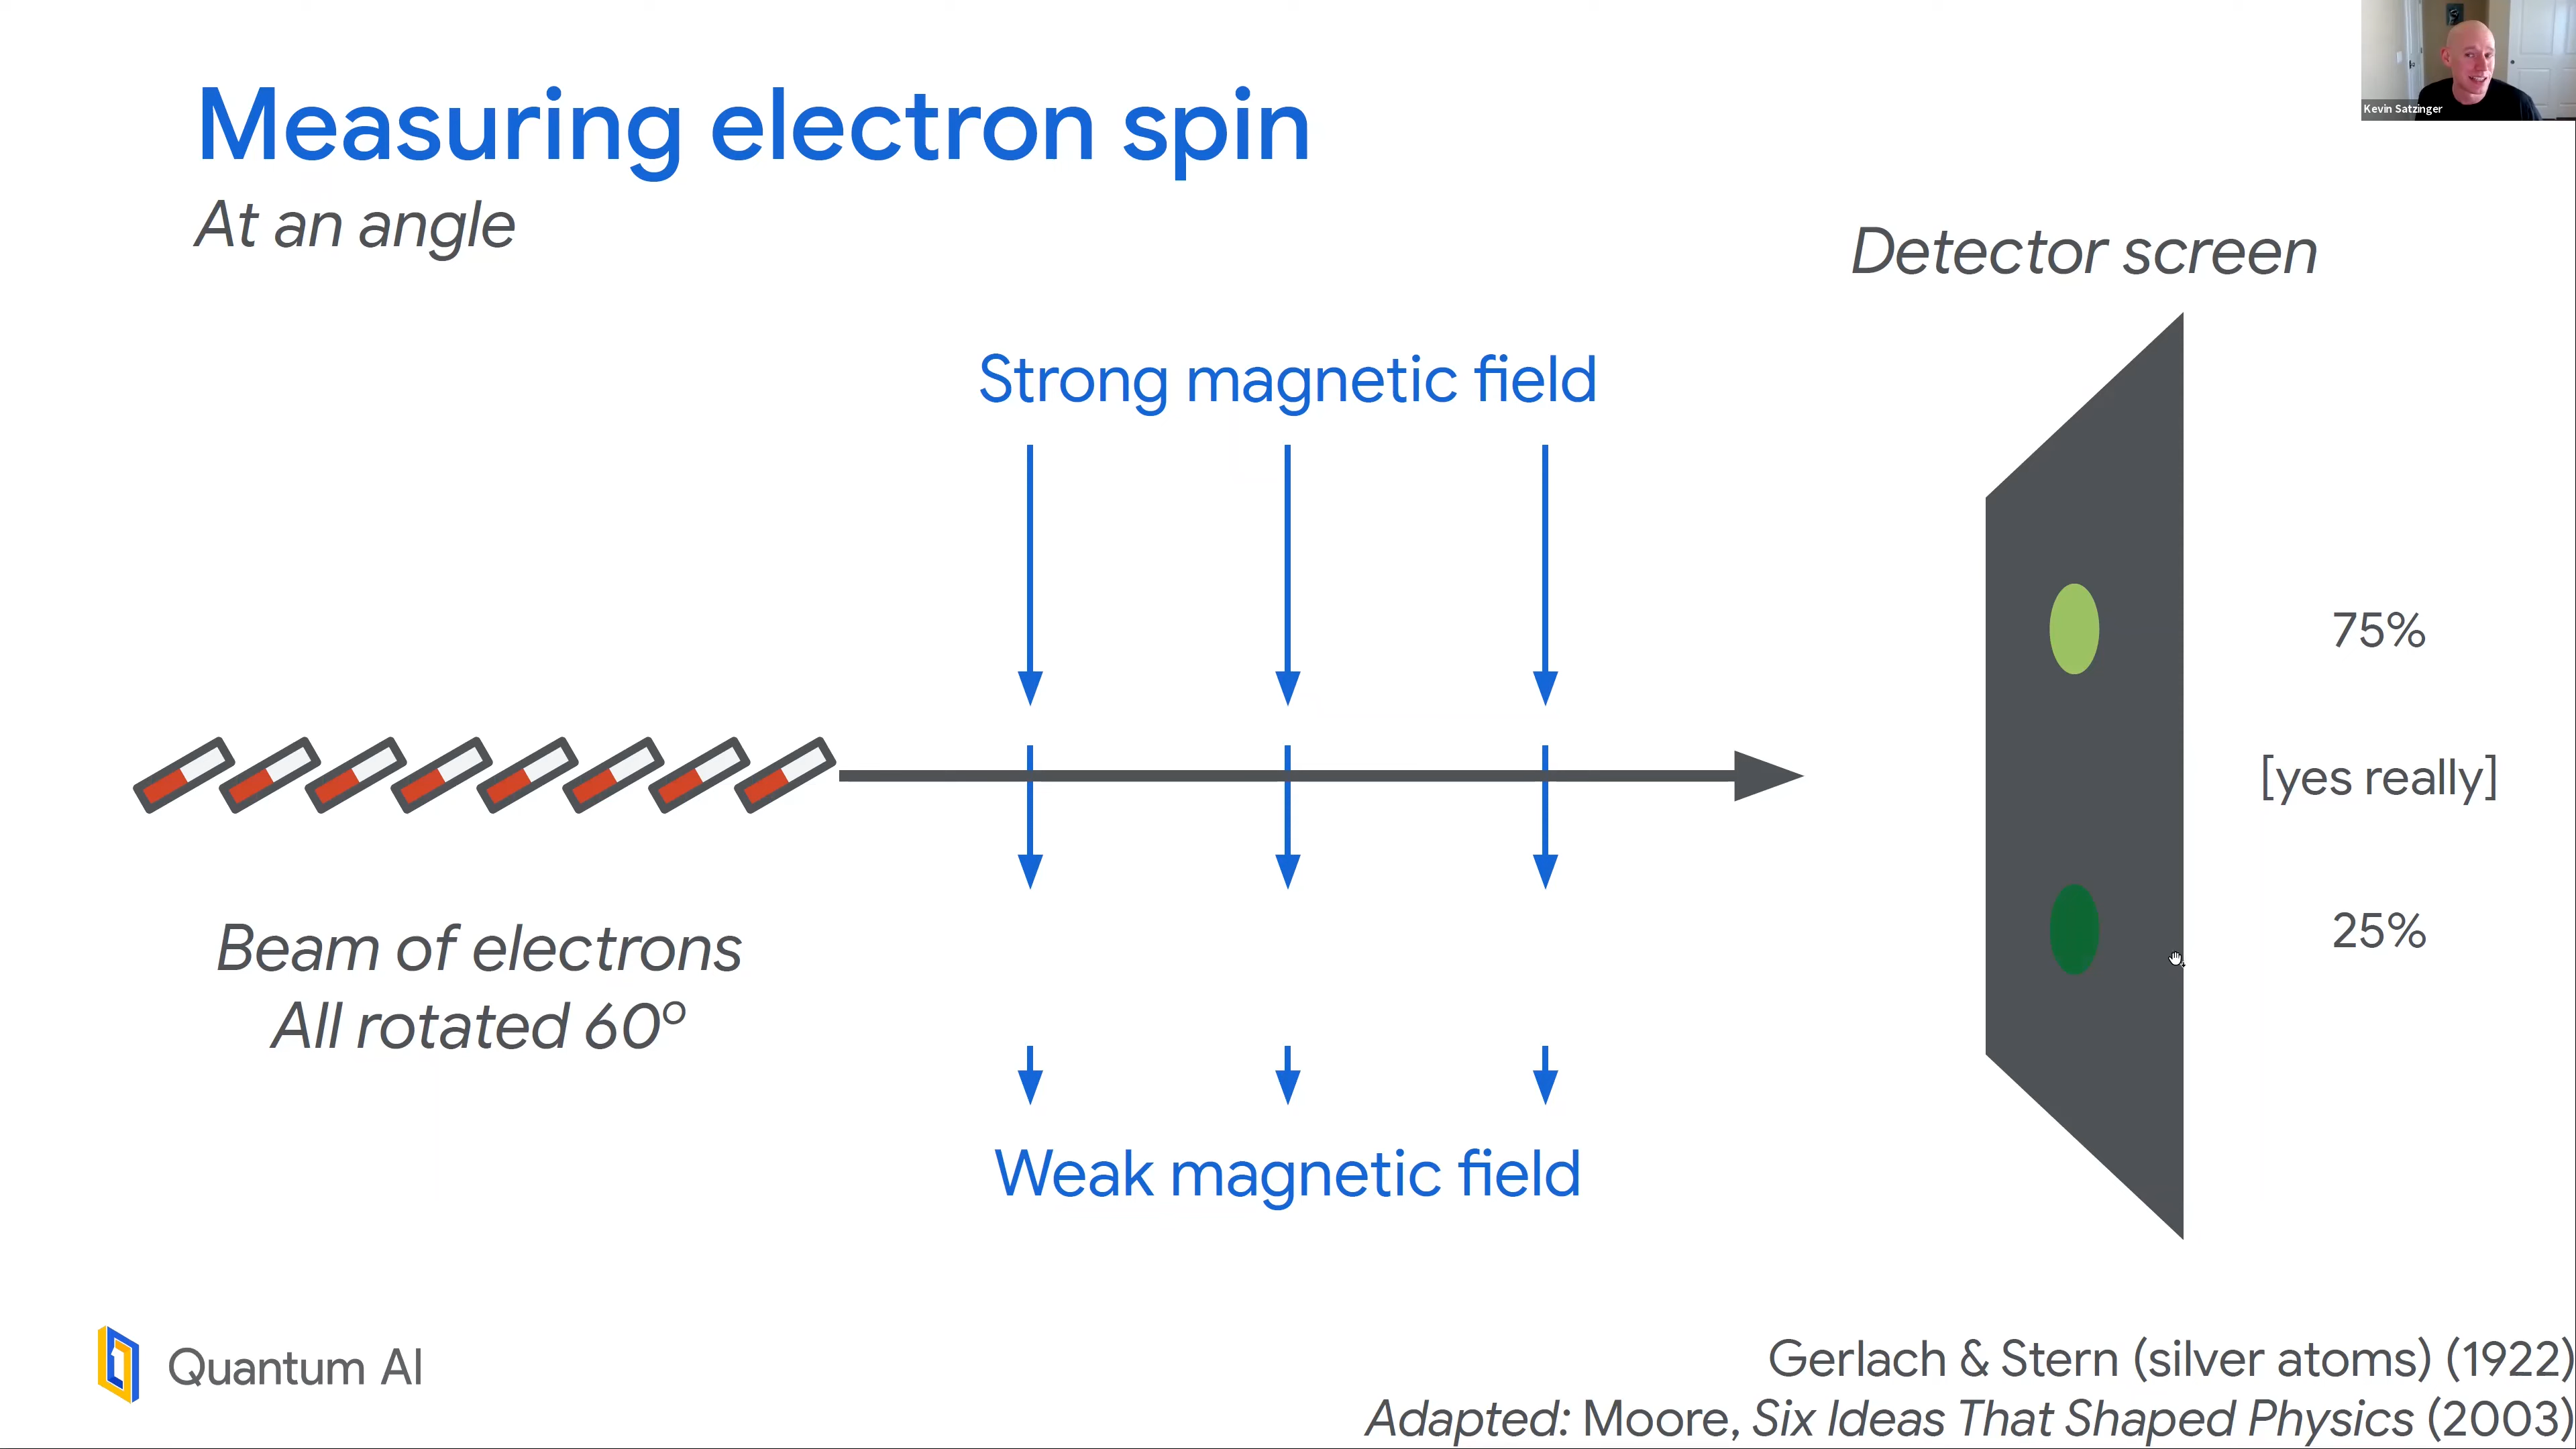 Kevin Satzinger
Measuring electron spin
At an angle
Detector screen
Strong magnetic field
75%
[yes really]
25%
Beam of electrons
All rotated 60º
Weak magnetic field
Quantum AI
Gerlach & Stern (silver atoms) (1922)
Adapted: Moore, Six Ideas That Shaped Physics (2003)